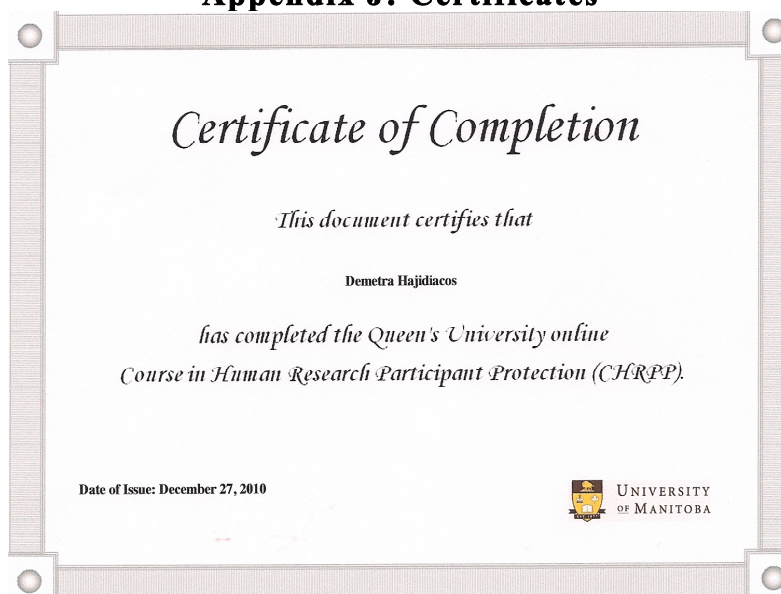 Certificates
Certificate of Completion
This document certifies that
Demetra Hajidiacos
has completed the Queen's University online
Course in Human Research Participant Protection (CHRPP).
Date of Issue: December 27, 2010
UNIVERSITY
OF MANITOBA